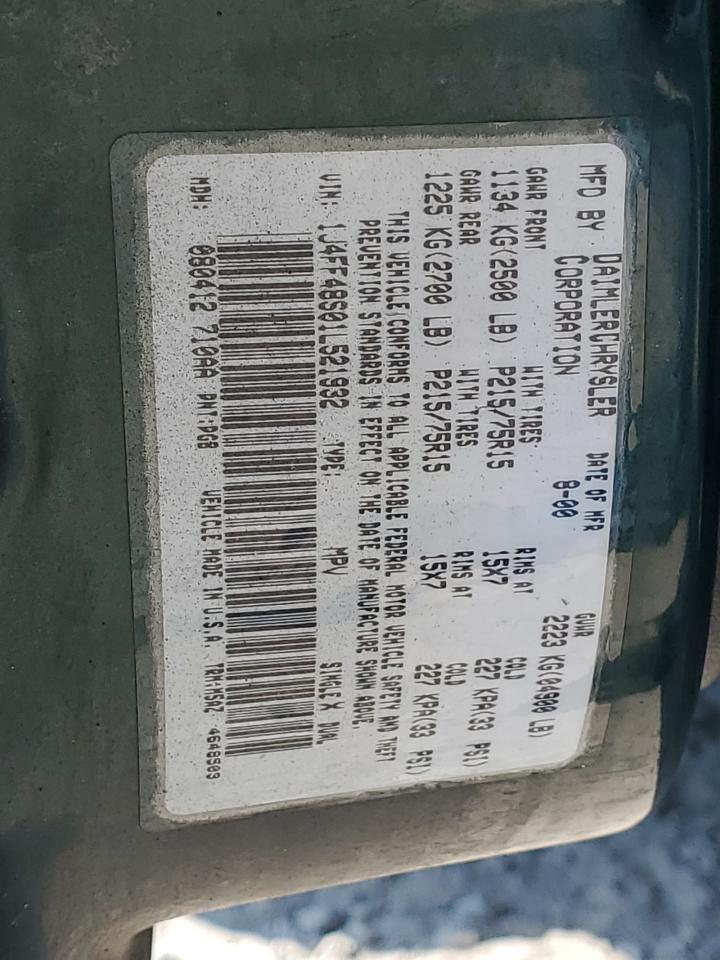 MFD BY DAIMLERCHRYSLER CORPORATION DATE OF MFR 8-00 GVWR 2223 KG(04900 LB)
GAWR FRONT WITH TIRES RIMS AT COLD
1134 KG(2500 LB) P215/75R15 15X7 227 KPA(33 PSI)
GAWR REAR WITH TIRES RIMS AT COLD
1225 KG(2700 LB) P215/75R15 15X7 227 KPA(33 PSI)
THIS VEHICLE CONFORMS TO ALL APPLICABLE FEDERAL MOTOR VEHICLE SAFETY AND THEFT
PREVENTION STANDARDS IN EFFECT ON THE DATE OF MANUFACTURE SHOWN ABOVE.
VIN: 1J4FF48S01L521932 TYPE: MPV SINGLE X DUAL
MDH: 080412 710AA PNT:PGB VEHICLE MADE IN U.S.A. TRM:MSAZ 4648503